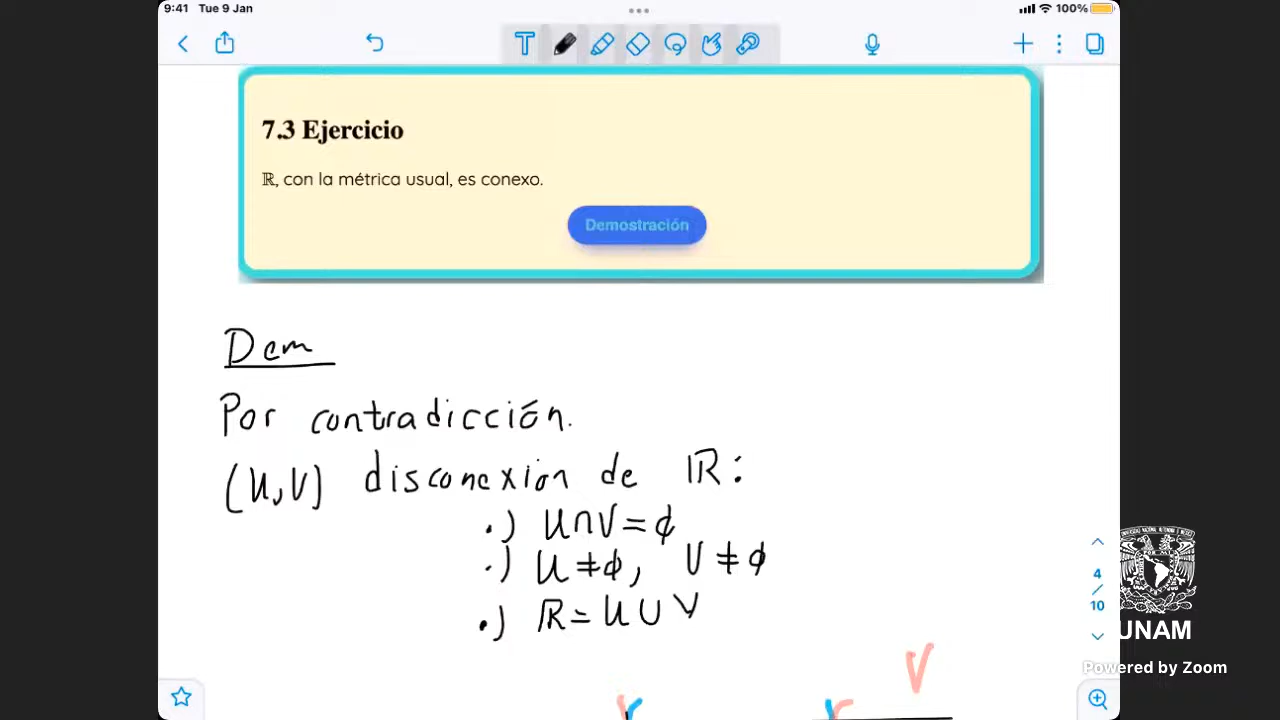 9:41 Tue 9 Jan
100%
7.3 Ejercicio
ℝ, con la métrica usual, es conexo.
Demostración
Dem
Por contradicción.
(U,V) disconexión de ℝ:
•) U∩V=ϕ
•) U≠ϕ, V≠ϕ
•) ℝ=U∪V
V
4
/
10
UNAM
Powered by Zoom